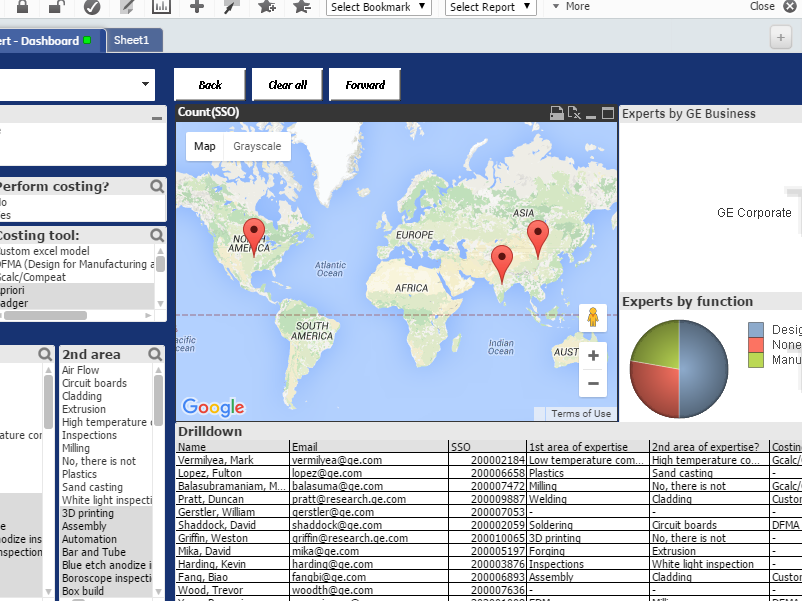 Select Bookmark
Select Report
More
Close
ert - Dashboard
Sheet1
Back
Clear all
Forward
Count(SSO)
Experts by GE Business
Map
Grayscale
Perform costing?
es
Costing tool:
ustom excel model
DFMA (Design for Manufacturing a
Gcalc/Compeat
priori
adger
GE Corporate
NORTH
AMERICA
Atlantic
Ocean
EUROPE
ASIA
AFRICA
SOUTH
AMERICA
Indian
Ocean
AUST
cific
cean
Google
Terms of Use
Experts by function
Desig
None
Manu
2nd area
Air Flow
Circuit boards
Cladding
Extrusion
High temperature
Inspections
Milling
No, there is not
Plastics
Sand casting
White light inspecti
3D printing
Assembly
Automation
Bar and Tube
Blue etch anodize i
Boroscope inspecti
Box build
ature cor
e
nodize ins
nspection
Drilldown
Name Email SSO 1st area of expertise 2nd area of expertise? Costin
Vermilyea, Mark vermilyea@ge.com 200002184 Low temperature com... High temperature co... Gcalc/
Lopez, Fulton lopez@ge.com 200006658 Plastics Sand casting -
Balasubramaniam, M... balasuma@ge.com 200007472 Milling No, there is not Gcalc/
Pratt, Duncan pratt@research.ge.com 200009887 Welding Cladding Custor
Gerstler, William gerstler@ge.com 200007053 - - -
Shaddock, David shaddock@ge.com 200002059 Soldering Circuit boards DFMA
Griffin, Weston griffin@research.ge.com 200010065 3D printing No, there is not -
Mika, David mika@ge.com 200005197 Forging Extrusion -
Harding, Kevin harding@ge.com 200003876 Inspections White light inspection -
Fang, Biao fangbi@ge.com 200006893 Assembly Cladding Custor
Wood, Trevor woodth@ge.com 200007636 - - -